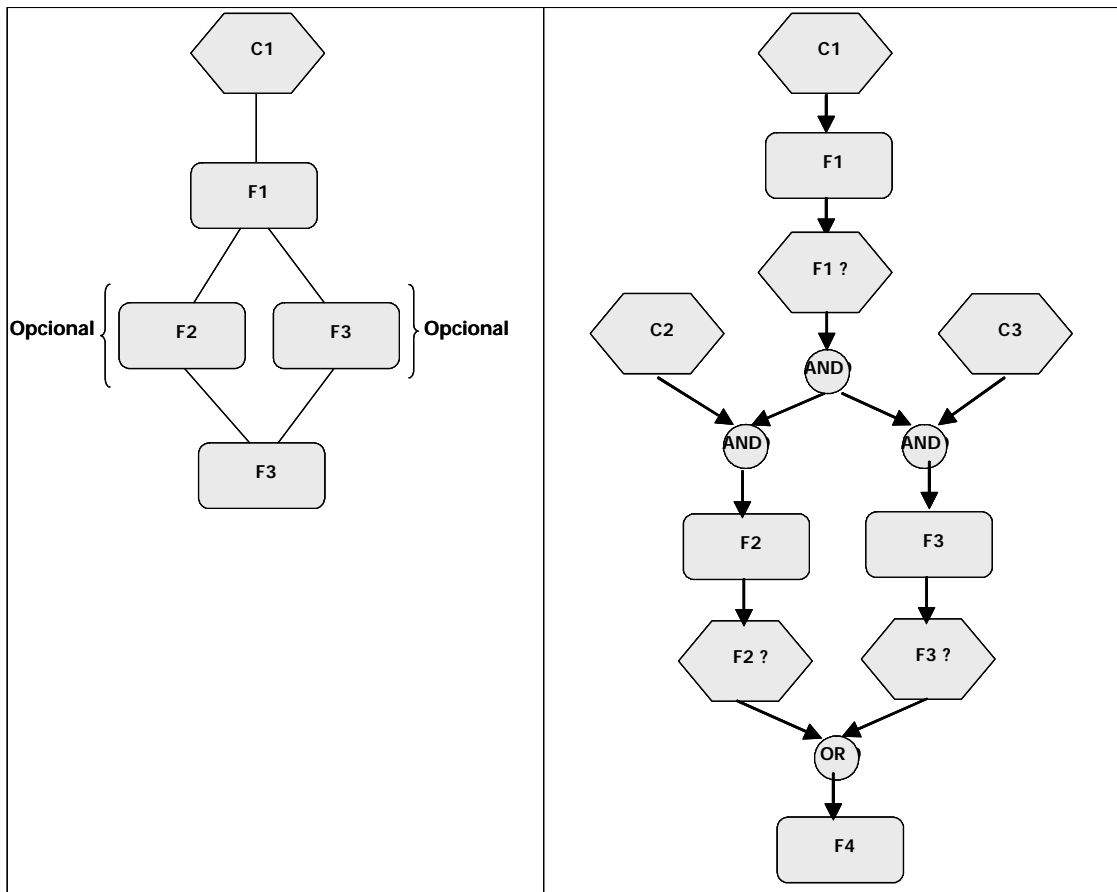 C1
F1
Opcional
F2
F3
Opcional
F3
C1
F1
F1 ?
C2
C3
AND
AND
AND
F2
F3
F2 ?
F3 ?
OR
F4